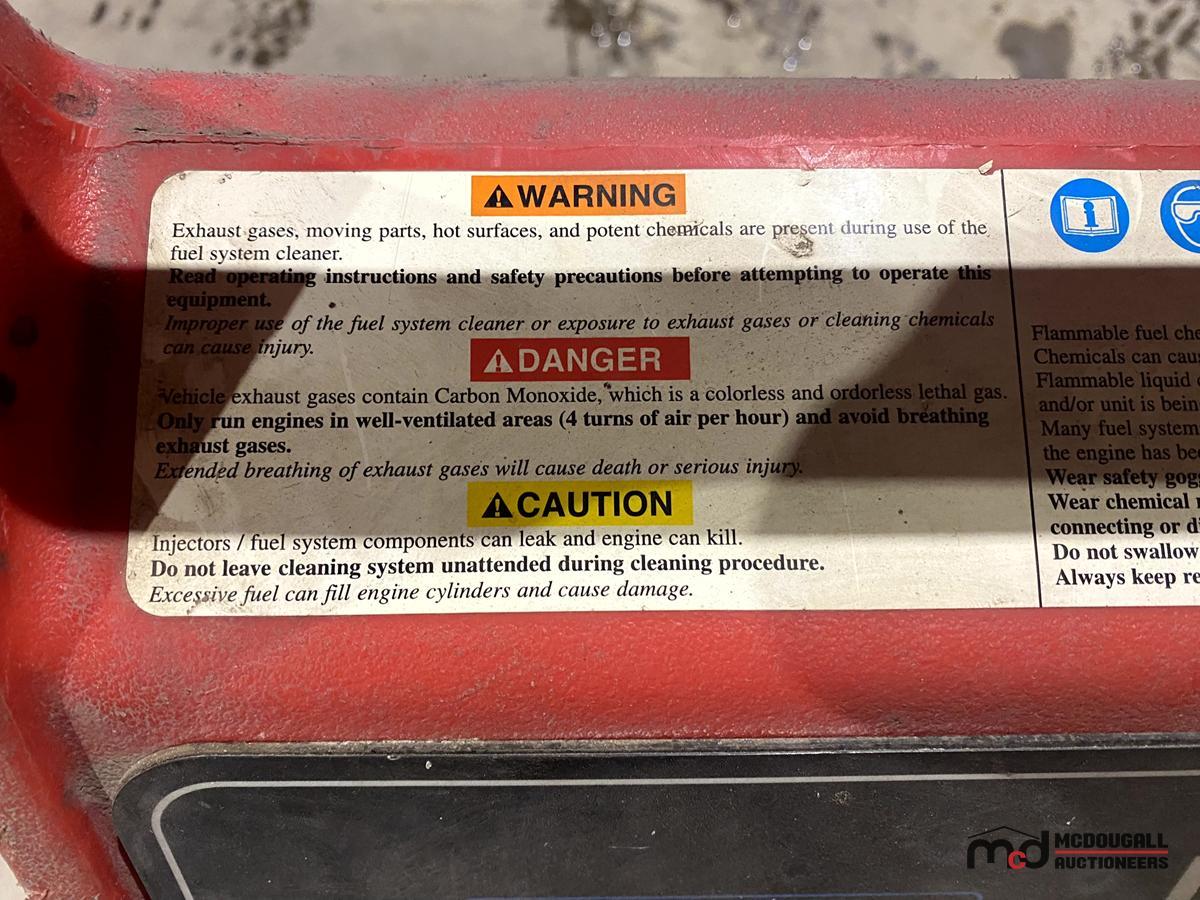 WARNING
Exhaust gases, moving parts, hot surfaces, and potent chemicals are present during use of the
fuel system cleaner.
Read operating instructions and safety precautions before attempting to operate this
equipment.
Improper use of the fuel system cleaner or exposure to exhaust gases or cleaning chemicals
can cause injury.
DANGER
Vehicle exhaust gases contain Carbon Monoxide, which is a colorless and ordorless lethal gas.
Only run engines in well-ventilated areas (4 turns of air per hour) and avoid breathing
exhaust gases.
Extended breathing of exhaust gases will cause death or serious injury.
CAUTION
Injectors / fuel system components can leak and engine can kill.
Do not leave cleaning system unattended during cleaning procedure.
Excessive fuel can fill engine cylinders and cause damage.
Flammable fuel
Chemicals can
Flammable liquid
and/or unit is
Many fuel system
the engine has
Wear safety
Wear chemical
connecting or
Do not swallow
Always keep
mcd MCDOUGALL
AUCTIONEERS